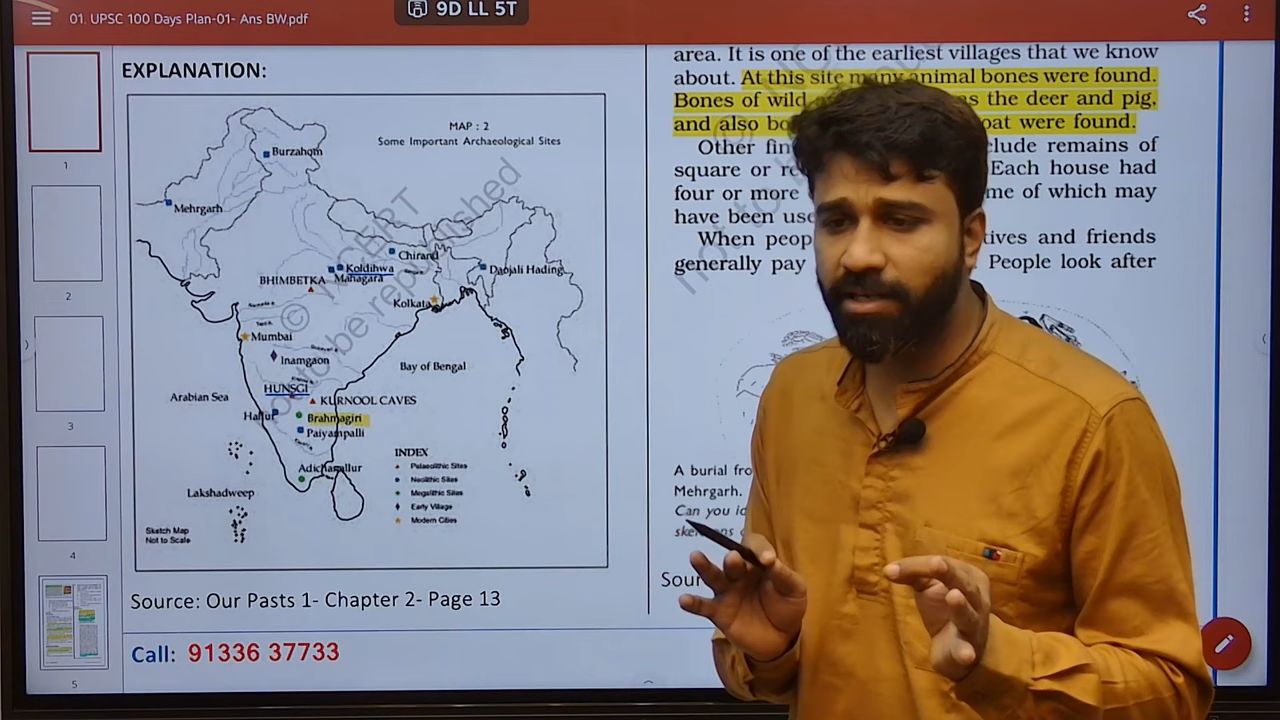 01. UPSC 100 Days Plan-01- Ans BW.pdf
9D LL 5T
1
2
3
4
5
EXPLANATION:
MAP : 2
Some Important Archaeological Sites
Burzahom
Mehrgarh
Chirand
Koldihwa
Mahagara
BHIMBETKA
Daojali Hading
Kolkata
Mumbai
Inamgaon
Bay of Bengal
HUNSGI
Arabian Sea
KURNOOL CAVES
Hallur
Brahmagiri
Paiyampalli
Adichanallur
Lakshadweep
INDEX
Palaeolithic Sites
Neolithic Sites
Megalithic Sites
Early Village
Modern Cities
Sketch Map
Not to Scale
© NCERT
not to be republished
Source: Our Pasts 1- Chapter 2- Page 13
Call: 91336 37733
area. It is one of the earliest villages that we know
about. At this site many animal bones were found.
Bones of wild as the deer and pig,
and also oat were found.
Other clude remains of
square or Each house had
four or more me of which may
have been
When tives and friends
generally pay People look after
A burial
Mehrgarh.
Can you